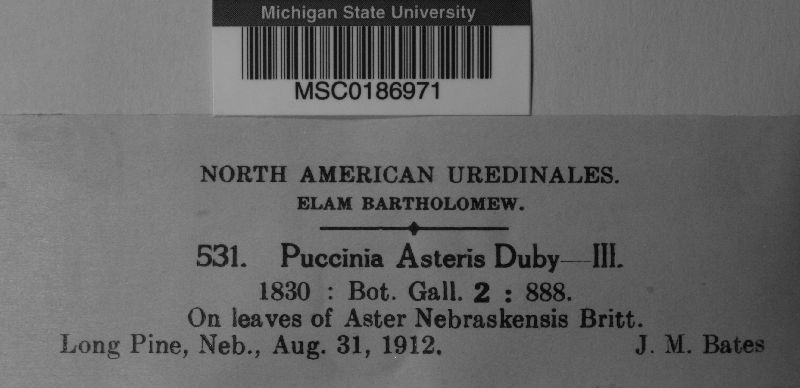 Michigan State University
MSC0186971
NORTH AMERICAN UREDINALES.
ELAM BARTHOLOMEW.
531. Puccinia Asteris Duby—III.
1830 : Bot. Gall. 2 : 888.
On leaves of Aster Nebraskensis Britt.
Long Pine, Neb., Aug. 31, 1912. J. M. Bates